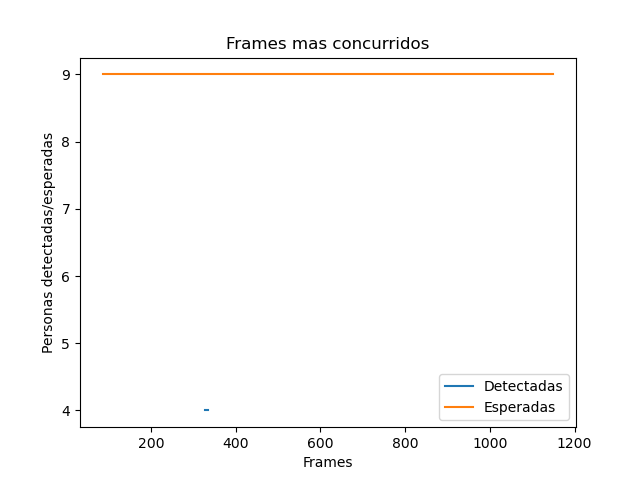 Frames mas concurridos
Personas detectadas/esperadas
9
8
7
6
5
4
200
400
600
800
1000
1200
Frames
Detectadas
Esperadas